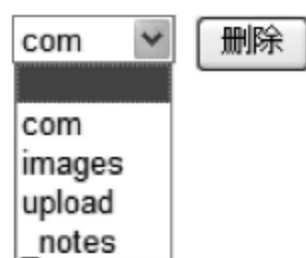 com 删除
com
images
upload
_notes